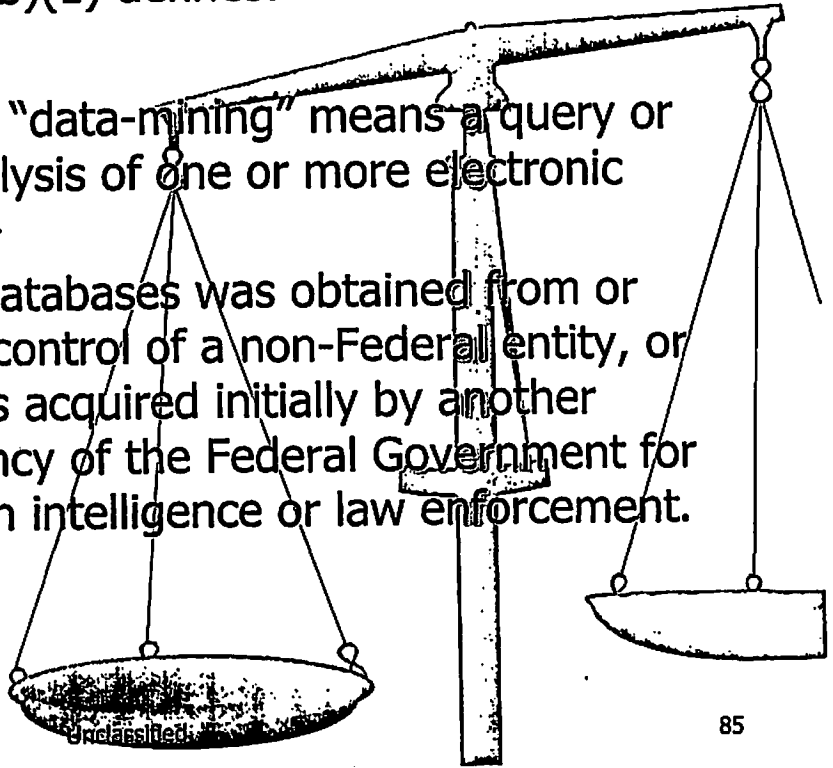 b)(1) defines:
"data-mining" means a query or
lysis of one or more electronic
atabases was obtained from or
control of a non-Federal entity, or
s acquired initially by another
ncy of the Federal Government for
n intelligence or law enforcement.
Unclassified
85